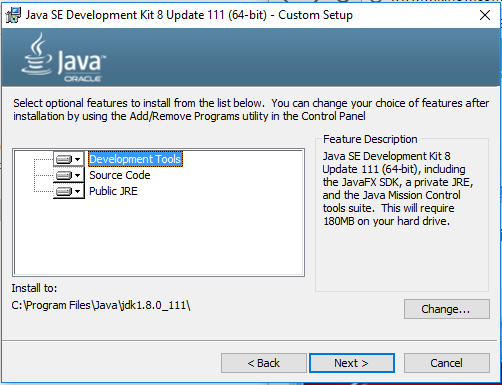 Java SE Development Kit 8 Update 111 (64-bit) - Custom Setup
Java
ORACLE
Select optional features to install from the list below. You can change your choice of features after
installation by using the Add/Remove Programs utility in the Control Panel
Development Tools
Source Code
Public JRE
Feature Description
Java SE Development Kit 8
Update 111 (64-bit), including
the JavaFX SDK, a private JRE,
and the Java Mission Control
tools suite. This will require
180MB on your hard drive.
Install to:
C:\Program Files\Java\jdk1.8.0_111\
Change...
< Back
Next >
Cancel